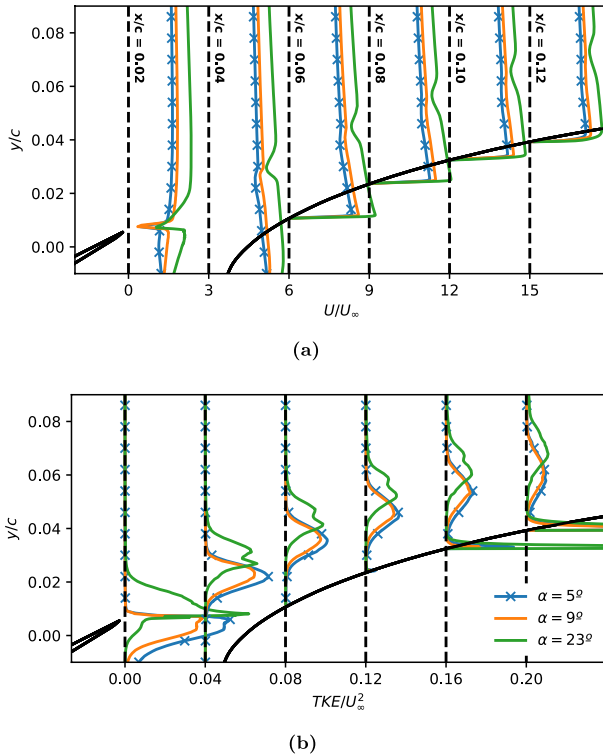 0.08
0.06
0.04
0.02
0.00
y/c
x/c = 0.02
x/c = 0.04
x/c = 0.06
x/c = 0.08
x/c = 0.10
x/c = 0.12
0 3 6 9 12 15
U/U∞
(a)
0.08
0.06
0.04
0.02
0.00
y/c
α = 5º
α = 9º
α = 23º
0.00 0.04 0.08 0.12 0.16 0.20
TKE/U²∞
(b)